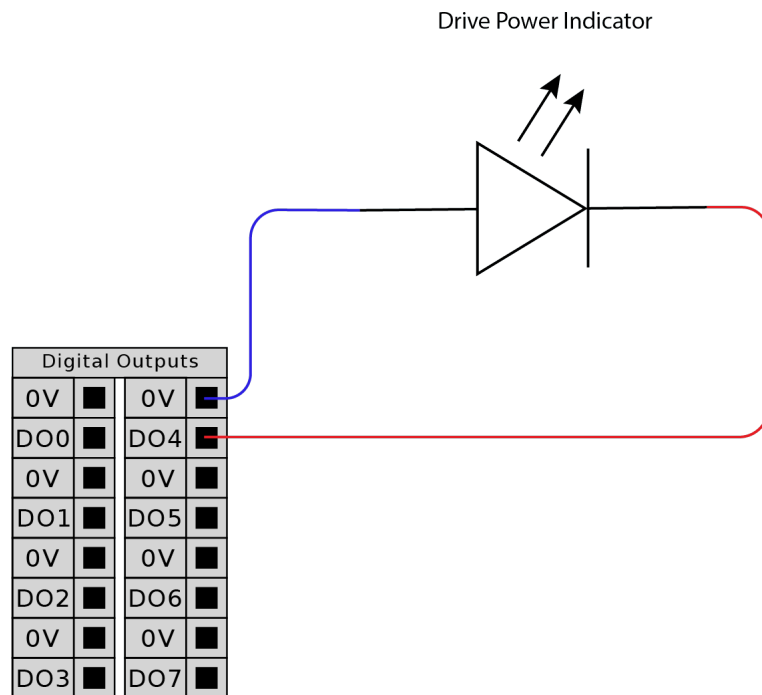 Drive Power Indicator
Digital Outputs
0V 0V
DO0 DO4
0V 0V
DO1 DO5
0V 0V
DO2 DO6
0V 0V
DO3 DO7